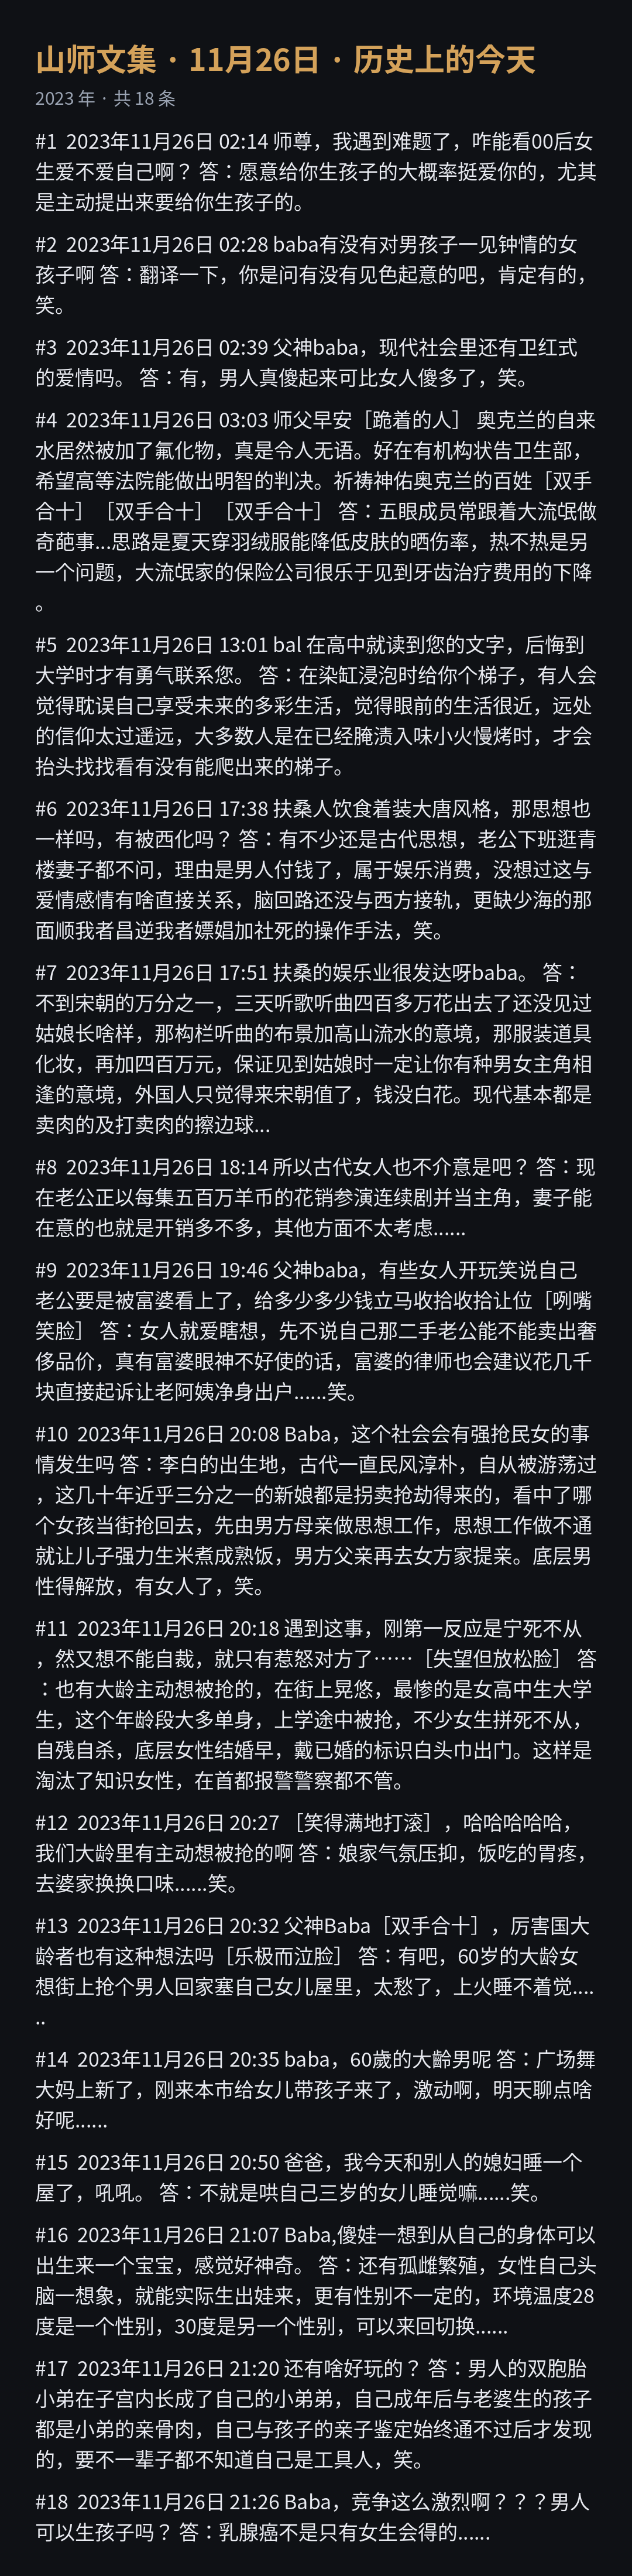 山师文集 · 11月26日 · 历史上的今天
2023 年 · 共 18 条
#1 2023年11月26日 02:14 师尊，我遇到难题了，咋能看00后女
生爱不爱自己啊？ 答：愿意给你生孩子的大概率挺爱你的，尤其
是主动提出来要给你生孩子的。
#2 2023年11月26日 02:28 baba有没有对男孩子一见钟情的女
孩子啊 答：翻译一下，你是问有没有见色起意的吧，肯定有的，
笑。
#3 2023年11月26日 02:39 父神baba，现代社会里还有卫红式
的爱情吗。 答：有，男人真傻起来可比女人傻多了，笑。
#4 2023年11月26日 03:03 师父早安［跪着的人］ 奥克兰的自来
水居然被加了氟化物，真是令人无语。好在有机构状告卫生部，
希望高等法院能做出明智的判决。祈祷神佑奥克兰的百姓［双手
合十］［双手合十］［双手合十］ 答：五眼成员常跟着大流氓做
奇葩事...思路是夏天穿羽绒服能降低皮肤的晒伤率，热不热是另
一个问题，大流氓家的保险公司很乐于见到牙齿治疗费用的下降
。
#5 2023年11月26日 13:01 bal 在高中就读到您的文字，后悔到
大学时才有勇气联系您。 答：在染缸浸泡时给你个梯子，有人会
觉得耽误自己享受未来的多彩生活，觉得眼前的生活很近，远处
的信仰太过遥远，大多数人是在已经腌渍入味小火慢烤时，才会
抬头找找看有没有能爬出来的梯子。
#6 2023年11月26日 17:38 扶桑人饮食着装大唐风格，那思想也
一样吗，有被西化吗？ 答：有不少还是古代思想，老公下班逛青
楼妻子都不问，理由是男人付钱了，属于娱乐消费，没想过这与
爱情感情有啥直接关系，脑回路还没与西方接轨，更缺少海的那
面顺我者昌逆我者嫖娼加社死的操作手法，笑。
#7 2023年11月26日 17:51 扶桑的娱乐业很发达呀baba。 答：
不到宋朝的万分之一，三天听歌听曲四百多万花出去了还没见过
姑娘长啥样，那构栏听曲的布景加高山流水的意境，那服装道具
化妆，再加四百万元，保证见到姑娘时一定让你有种男女主角相
逢的意境，外国人只觉得来宋朝值了，钱没白花。现代基本都是
卖肉的及打卖肉的擦边球...
#8 2023年11月26日 18:14 所以古代女人也不介意是吧？ 答：现
在老公正以每集五百万羊币的花销参演连续剧并当主角，妻子能
在意的也就是开销多不多，其他方面不太考虑......
#9 2023年11月26日 19:46 父神baba，有些女人开玩笑说自己
老公要是被富婆看上了，给多少多少钱立马收拾收拾让位［咧嘴
笑脸］ 答：女人就爱瞎想，先不说自己那二手老公能不能卖出奢
侈品价，真有富婆眼神不好使的话，富婆的律师也会建议花几千
块直接起诉让老阿姨净身出户......笑。
#10 2023年11月26日 20:08 Baba，这个社会会有强抢民女的事
情发生吗 答：李白的出生地，古代一直民风淳朴，自从被游荡过
，这几十年近乎三分之一的新娘都是拐卖抢劫得来的，看中了哪
个女孩当街抢回去，先由男方母亲做思想工作，思想工作做不通
就让儿子强力生米煮成熟饭，男方父亲再去女方家提亲。底层男
性得解放，有女人了，笑。
#11 2023年11月26日 20:18 遇到这事，刚第一反应是宁死不从
，然又想不能自裁，就只有惹怒对方了……［失望但放松脸］ 答
：也有大龄主动想被抢的，在街上晃悠，最惨的是女高中生大学
生，这个年龄段大多单身，上学途中被抢，不少女生拼死不从，
自残自杀，底层女性结婚早，戴已婚的标识白头巾出门。这样是
淘汰了知识女性，在首都报警警察都不管。
#12 2023年11月26日 20:27 ［笑得满地打滚］，哈哈哈哈哈，
我们大龄里有主动想被抢的啊 答：娘家气氛压抑，饭吃的胃疼，
去婆家换换口味......笑。
#13 2023年11月26日 20:32 父神Baba［双手合十］，厉害国大
龄者也有这种想法吗［乐极而泣脸］ 答：有吧，60岁的大龄女
想街上抢个男人回家塞自己女儿屋里，太愁了，上火睡不着觉....
..
#14 2023年11月26日 20:35 baba，60歲的大齡男呢 答：广场舞
大妈上新了，刚来本市给女儿带孩子来了，激动啊，明天聊点啥
好呢......
#15 2023年11月26日 20:50 爸爸，我今天和别人的媳妇睡一个
屋了，吼吼。 答：不就是哄自己三岁的女儿睡觉嘛......笑。
#16 2023年11月26日 21:07 Baba,傻娃一想到从自己的身体可以
出生来一个宝宝，感觉好神奇。 答：还有孤雌繁殖，女性自己头
脑一想象，就能实际生出娃来，更有性别不一定的，环境温度28
度是一个性别，30度是另一个性别，可以来回切换......
#17 2023年11月26日 21:20 还有啥好玩的？ 答：男人的双胞胎
小弟在子宫内长成了自己的小弟弟，自己成年后与老婆生的孩子
都是小弟的亲骨肉，自己与孩子的亲子鉴定始终通不过后才发现
的，要不一辈子都不知道自己是工具人，笑。
#18 2023年11月26日 21:26 Baba，竞争这么激烈啊？？？男人
可以生孩子吗？ 答：乳腺癌不是只有女生会得的......